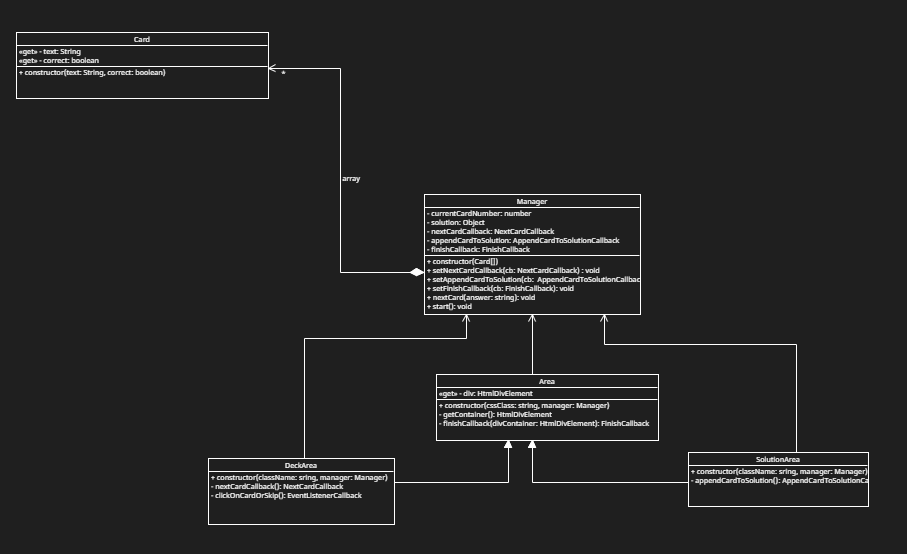 Card
«get» - text: String
«get» - correct: boolean
+ constructor(text: String, correct: boolean)
*
array
Manager
- currentCardNumber: number
- solution: Object
- nextCardCallback: NextCardCallback
- appendCardToSolution: AppendCardToSolutionCallback
- finishCallback: FinishCallback
+ constructor(Card[])
+ setNextCardCallback(cb: NextCardCallback) : void
+ setAppendCardToSolution(cb: AppendCardToSolutionCallbac
+ setFinishCallback(cb: FinishCallback): void
+ nextCard(answer: string): void
+ start(): void
Area
«get» - div: HtmlDivElement
+ constructor(cssClass: string, manager: Manager)
- getContainer(): HtmlDivElement
- finishCallback(divContainer: HtmlDivElement): FinishCallback
DeckArea
+ constructor(className: sring, manager: Manager)
- nextCardCallback(): NextCardCallback
- clickOnCardOrSkip(): EventListenerCallback
SolutionArea
+ constructor(className: sring, manager: Manager)
- appendCardToSolution(): AppendCardToSolutionCa